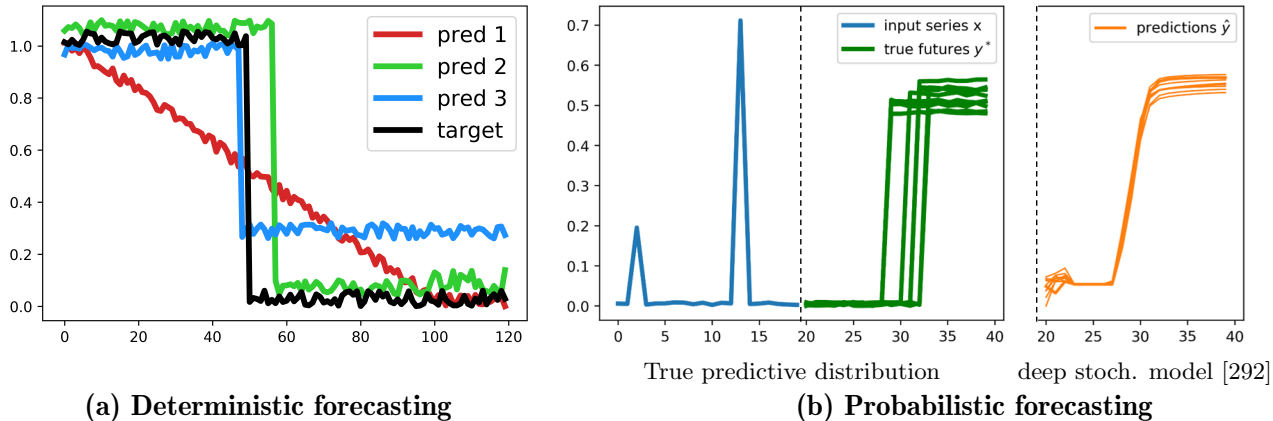 1.0
0.8
0.6
0.4
0.2
0.0
0 20 40 60 80 100 120
pred 1
pred 2
pred 3
target
(a) Deterministic forecasting
0.7
0.6
0.5
0.4
0.3
0.2
0.1
0.0
0 5 10 15 20 25 30 35 40
input series x
true futures y*
True predictive distribution
20 25 30 35 40
predictions ŷ
deep stoch. model [292]
(b) Probabilistic forecasting